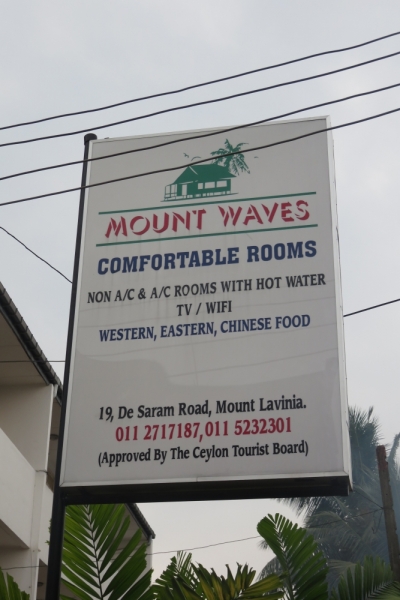 MOUNT WAVES
COMFORTABLE ROOMS
NON A/C & A/C ROOMS WITH HOT WATER
TV / WIFI
WESTERN, EASTERN, CHINESE FOOD
19, De Saram Road, Mount Lavinia.
011 2717187,011 5232301
(Approved By The Ceylon Tourist Board)